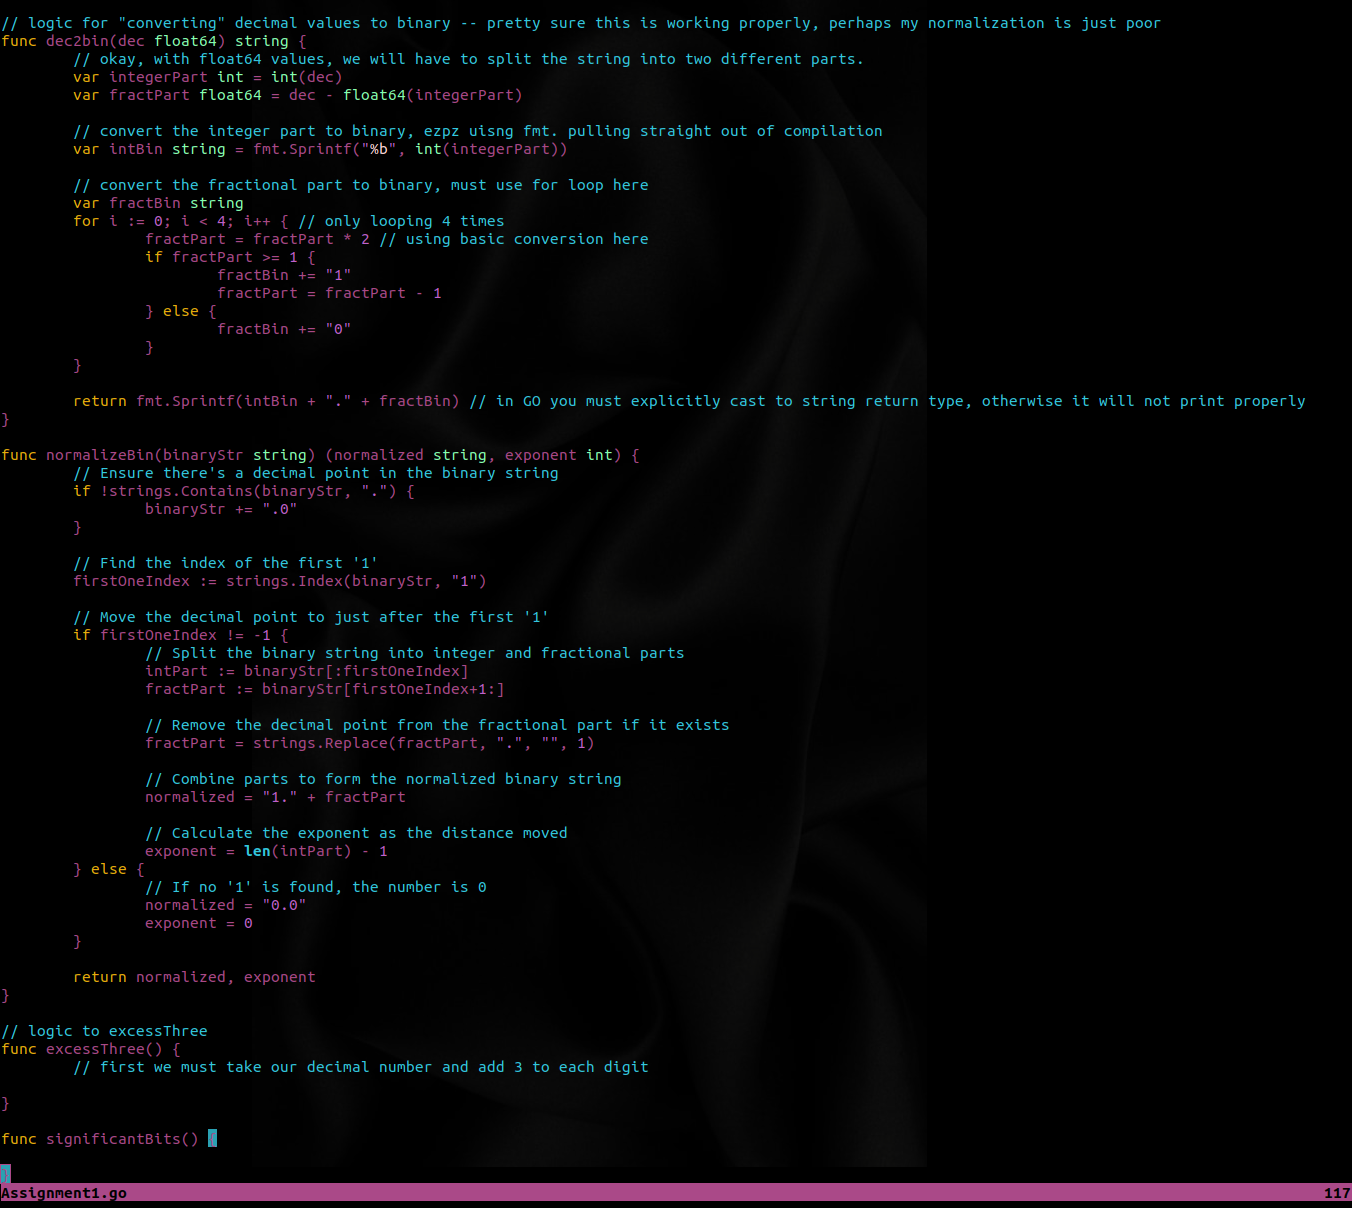 // logic for "converting" decimal values to binary -- pretty sure this is working properly, perhaps my normalization is just poor
func dec2bin(dec float64) string {
        // okay, with float64 values, we will have to split the string into two different parts.
        var integerPart int = int(dec)
        var fractPart float64 = dec - float64(integerPart)

        // convert the integer part to binary, ezpz uisng fmt. pulling straight out of compilation
        var intBin string = fmt.Sprintf("%b", int(integerPart))

        // convert the fractional part to binary, must use for loop here
        var fractBin string
        for i := 0; i < 4; i++ { // only looping 4 times
                fractPart = fractPart * 2 // using basic conversion here
                if fractPart >= 1 {
                        fractBin += "1"
                        fractPart = fractPart - 1
                } else {
                        fractBin += "0"
                }
        }

        return fmt.Sprintf(intBin + "." + fractBin) // in GO you must explicitly cast to string return type, otherwise it will not print properly
}

func normalizeBin(binaryStr string) (normalized string, exponent int) {
        // Ensure there's a decimal point in the binary string
        if !strings.Contains(binaryStr, ".") {
                binaryStr += ".0"
        }

        // Find the index of the first '1'
        firstOneIndex := strings.Index(binaryStr, "1")

        // Move the decimal point to just after the first '1'
        if firstOneIndex != -1 {
                // Split the binary string into integer and fractional parts
                intPart := binaryStr[:firstOneIndex]
                fractPart := binaryStr[firstOneIndex+1:]

                // Remove the decimal point from the fractional part if it exists
                fractPart = strings.Replace(fractPart, ".", "", 1)

                // Combine parts to form the normalized binary string
                normalized = "1." + fractPart

                // Calculate the exponent as the distance moved
                exponent = len(intPart) - 1
        } else {
                // If no '1' is found, the number is 0
                normalized = "0.0"
                exponent = 0
        }

        return normalized, exponent
}

// logic to excessThree
func excessThree() {
        // first we must take our decimal number and add 3 to each digit

}

func significantBits() {

}
Assignment1.go 117